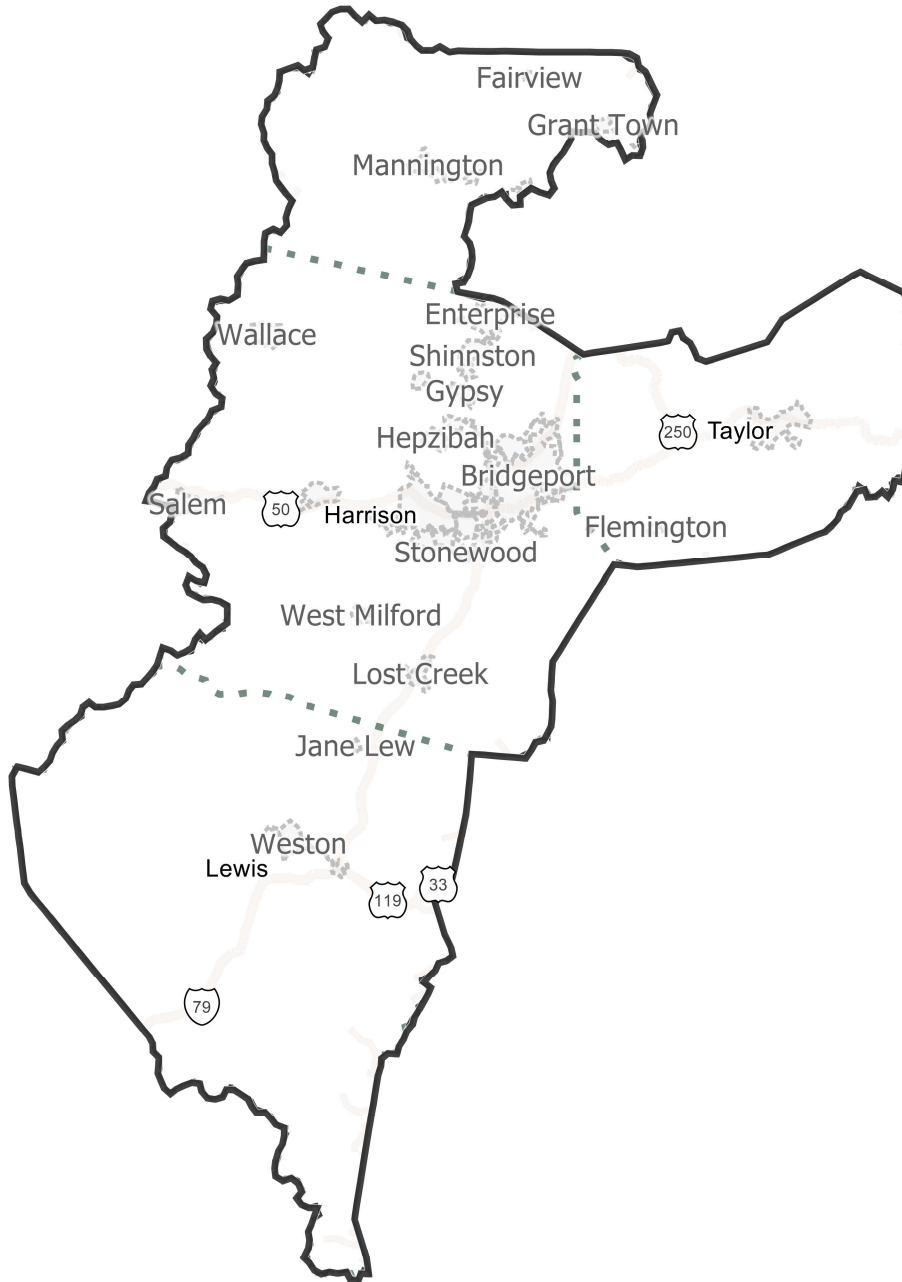 Fairview
Grant Town
Mannington
Enterprise
Wallace
Shinnston
Gypsy
250
Taylor
Hepzibah
Bridgeport
Salem
50
Harrison
Flemington
Stonewood
West Milford
Lost Creek
Jane Lew
Weston
Lewis
33
119
79